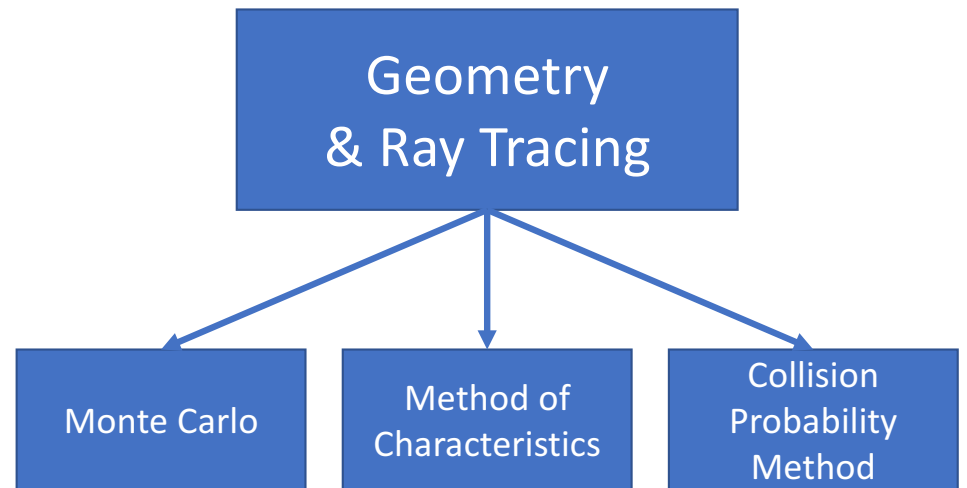 Geometry
& Ray Tracing
Monte Carlo
Method of
Characteristics
Collision
Probability
Method